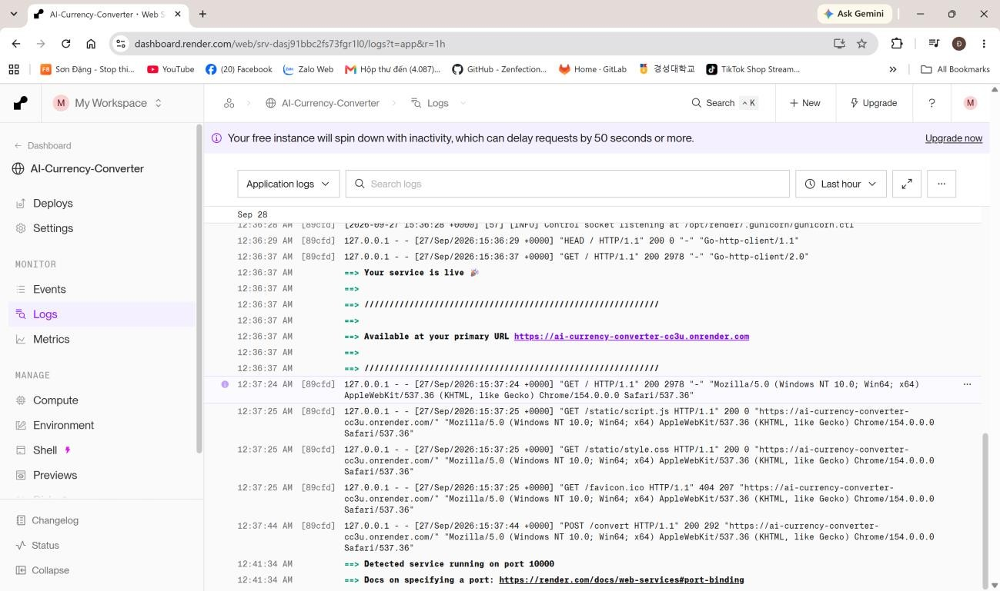 AI-Currency-Converter · Web S
Ask Gemini
dashboard.render.com/web/srv-dasj91bbc2fs73fgr1l0/logs?t=app&r=1h
Sơn Đặng - Stop thi...
YouTube
(20) Facebook
Zalo Web
Hộp thư đến (4.087)...
GitHub - Zenfection...
Home · GitLab
경성대학교
TikTok Shop Stream...
All Bookmarks
M My Workspace
AI-Currency-Converter
Logs
Search ^ K
+ New
Upgrade
?
M
← Dashboard
AI-Currency-Converter
Deploys
Settings
MONITOR
Events
Logs
Metrics
MANAGE
Compute
Environment
Shell
Previews
Changelog
Status
Collapse
Your free instance will spin down with inactivity, which can delay requests by 50 seconds or more.
Upgrade now
Application logs
Search logs
Last hour
...
Sep 28
12:36:28 AM [89cfd] [2026-09-27 15:36:28 +0000] [57] [INFO] Control socket listening at /opt/render/.gunicorn/gunicorn.ctl
12:36:29 AM [89cfd] 127.0.0.1 - - [27/Sep/2026:15:36:29 +0000] "HEAD / HTTP/1.1" 200 0 "-" "Go-http-client/1.1"
12:36:37 AM [89cfd] 127.0.0.1 - - [27/Sep/2026:15:36:37 +0000] "GET / HTTP/1.1" 200 2978 "-" "Go-http-client/2.0"
12:36:37 AM ==> Your service is live 🎉
12:36:37 AM ==>
12:36:37 AM ==> ///////////////////////////////////////////////////////////
12:36:37 AM ==>
12:36:37 AM ==> Available at your primary URL https://ai-currency-converter-cc3u.onrender.com
12:36:37 AM ==>
12:36:37 AM ==> ///////////////////////////////////////////////////////////
12:37:24 AM [89cfd] 127.0.0.1 - - [27/Sep/2026:15:37:24 +0000] "GET / HTTP/1.1" 200 2978 "-" "Mozilla/5.0 (Windows NT 10.0; Win64; x64)
AppleWebKit/537.36 (KHTML, like Gecko) Chrome/154.0.0.0 Safari/537.36"
...
12:37:25 AM [89cfd] 127.0.0.1 - - [27/Sep/2026:15:37:25 +0000] "GET /static/script.js HTTP/1.1" 200 0 "https://ai-currency-converter-
cc3u.onrender.com/" "Mozilla/5.0 (Windows NT 10.0; Win64; x64) AppleWebKit/537.36 (KHTML, like Gecko) Chrome/154.0.0.0
Safari/537.36"
12:37:25 AM [89cfd] 127.0.0.1 - - [27/Sep/2026:15:37:25 +0000] "GET /static/style.css HTTP/1.1" 200 0 "https://ai-currency-converter-
cc3u.onrender.com/" "Mozilla/5.0 (Windows NT 10.0; Win64; x64) AppleWebKit/537.36 (KHTML, like Gecko) Chrome/154.0.0.0
Safari/537.36"
12:37:25 AM [89cfd] 127.0.0.1 - - [27/Sep/2026:15:37:25 +0000] "GET /favicon.ico HTTP/1.1" 404 207 "https://ai-currency-converter-
cc3u.onrender.com/" "Mozilla/5.0 (Windows NT 10.0; Win64; x64) AppleWebKit/537.36 (KHTML, like Gecko) Chrome/154.0.0.0
Safari/537.36"
12:37:44 AM [89cfd] 127.0.0.1 - - [27/Sep/2026:15:37:44 +0000] "POST /convert HTTP/1.1" 200 292 "https://ai-currency-converter-
cc3u.onrender.com/" "Mozilla/5.0 (Windows NT 10.0; Win64; x64) AppleWebKit/537.36 (KHTML, like Gecko) Chrome/154.0.0.0
Safari/537.36"
12:41:34 AM ==> Detected service running on port 10000
12:41:34 AM ==> Docs on specifying a port: https://render.com/docs/web-services#port-binding